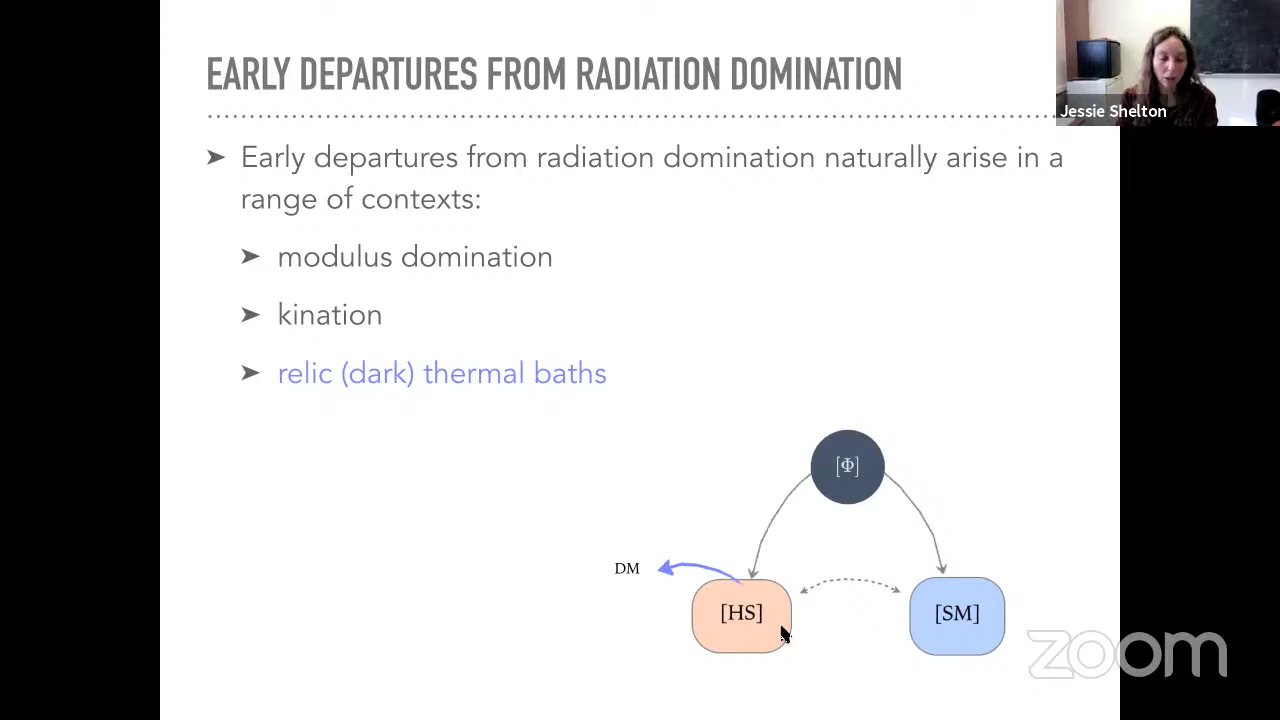 EARLY DEPARTURES FROM RADIATION DOMINATION
Jessie Shelton
➤ Early departures from radiation domination naturally arise in a
range of contexts:
➤ modulus domination
➤ kination
➤ relic (dark) thermal baths
[Φ]
DM
[HS]
[SM]
zoom